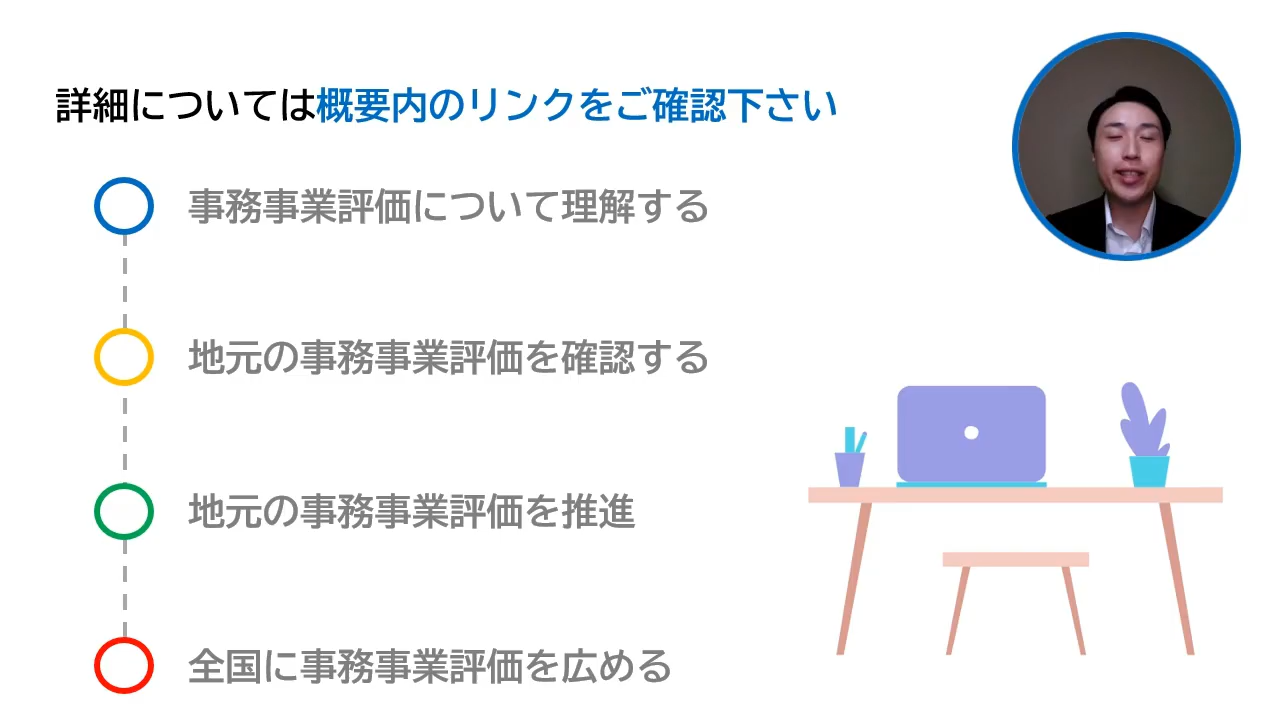 詳細については概要内のリンクをご確認下さい
事務事業評価について理解する
地元の事務事業評価を確認する
地元の事務事業評価を推進
全国に事務事業評価を広める